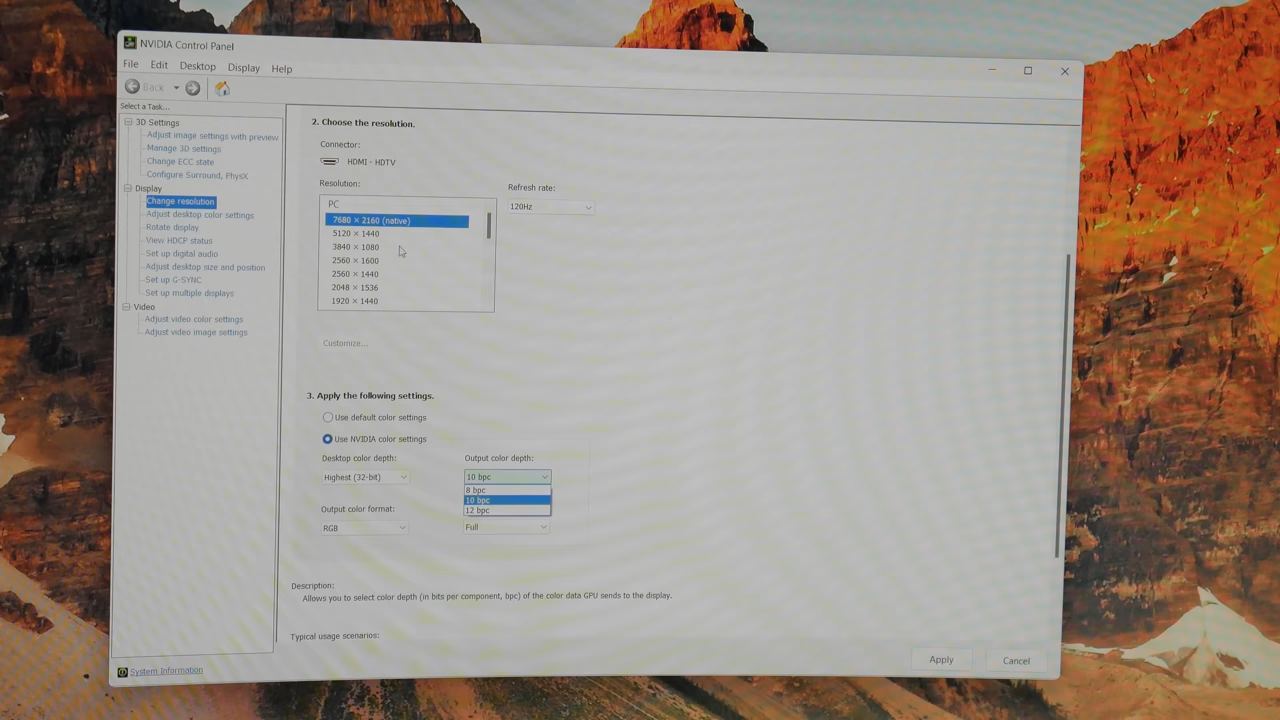 NVIDIA Control Panel
File Edit Desktop Display Help
Back
Select a Task...
3D Settings
Adjust image settings with preview
Manage 3D settings
Change ECC state
Configure Surround, PhysX
Display
Change resolution
Adjust desktop color settings
Rotate display
View HDCP status
Set up digital audio
Adjust desktop size and position
Set up G-SYNC
Set up multiple displays
Video
Adjust video color settings
Adjust video image settings
System Information
2. Choose the resolution.
Connector:
HDMI - HDTV
Resolution:
Refresh rate:
PC
120Hz
7680 × 2160 (native)
5120 × 1440
3840 × 1080
2560 × 1600
2560 × 1440
2048 × 1536
1920 × 1440
Customize...
3. Apply the following settings.
Use default color settings
Use NVIDIA color settings
Desktop color depth:
Output color depth:
Highest (32-bit)
10 bpc
8 bpc
10 bpc
12 bpc
Output color format:
RGB
Full
Description:
Allows you to select color depth (in bits per component, bpc) of the color data GPU sends to the display.
Typical usage scenarios:
Apply
Cancel